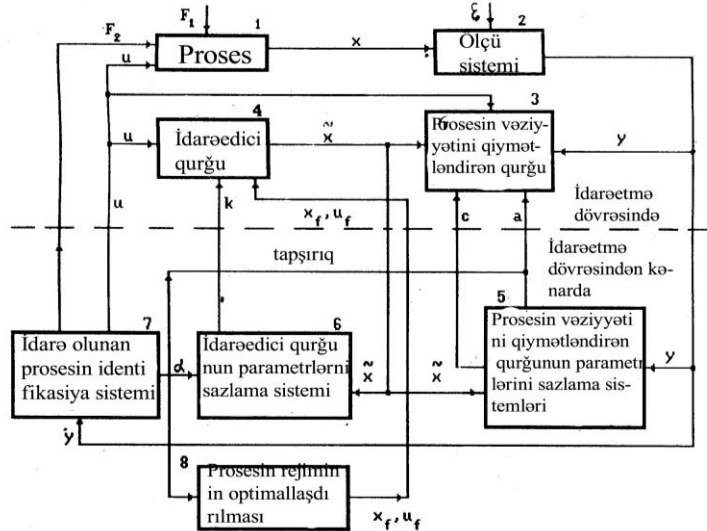 F₁
ξ
F₂
1
2
Proses
x
Ölçü
sistemi
u
4
3
u
İdarəedici
qurğu
x̃
Prosesin vəziy-
yətini qiymət-
ləndirən qurğu
y
u
k
x_f, u_f
c
a
İdarəetmə
dövrəsində
tapşırıq
İdarəetmə
dövrəsindən kə-
narda
7
6
5
İdarə olunan
prosesin identi
fikasiya sistemi
α
İdarəedici qurğu
nun parametrlərni
sazlama sistemi
x̃
x̃
Prosesin vəziyyəti
ni qiymətləndirən
qurğunun parametr
lərini sazlama sis-
temləri
y
y
8
Prosesin rejimin
in optimallaşdı
rılması
x_f, u_f